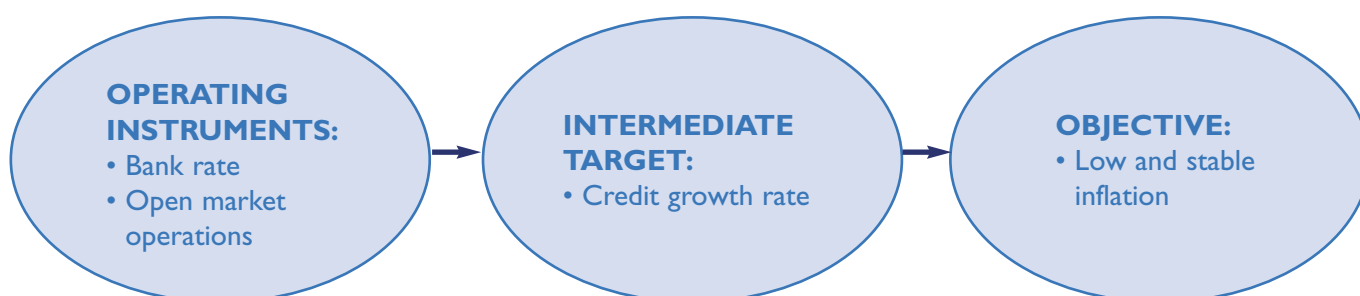 OPERATING
INSTRUMENTS:
• Bank rate
• Open market
operations
INTERMEDIATE
TARGET:
• Credit growth rate
OBJECTIVE:
• Low and stable
inflation